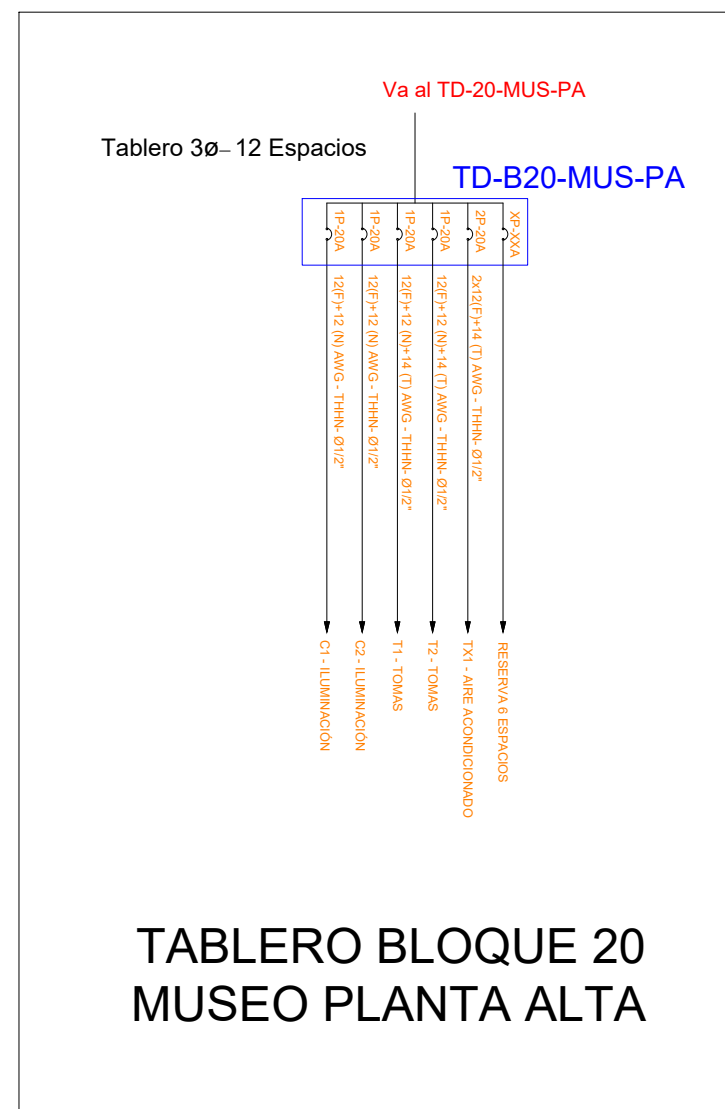 Va al TD-20-MUS-PA
Tablero 3ø– 12 Espacios
TD-B20-MUS-PA
1P-20A
1P-20A
1P-20A
1P-20A
2P-20A
XP-XXA
12(F)+12 (N) AWG - THHN- Ø1/2"
12(F)+12 (N) AWG - THHN- Ø1/2"
12(F)+12 (N)+14 (T) AWG - THHN- Ø1/2"
12(F)+12 (N)+14 (T) AWG - THHN- Ø1/2"
2x12(F)+14 (T) AWG - THHN- Ø1/2"
C1 - ILUMINACIÓN
C2 - ILUMINACIÓN
T1 - TOMAS
T2 - TOMAS
TX1 - AIRE ACONDICIONADO
RESERVA 6 ESPACIOS
TABLERO BLOQUE 20
MUSEO PLANTA ALTA